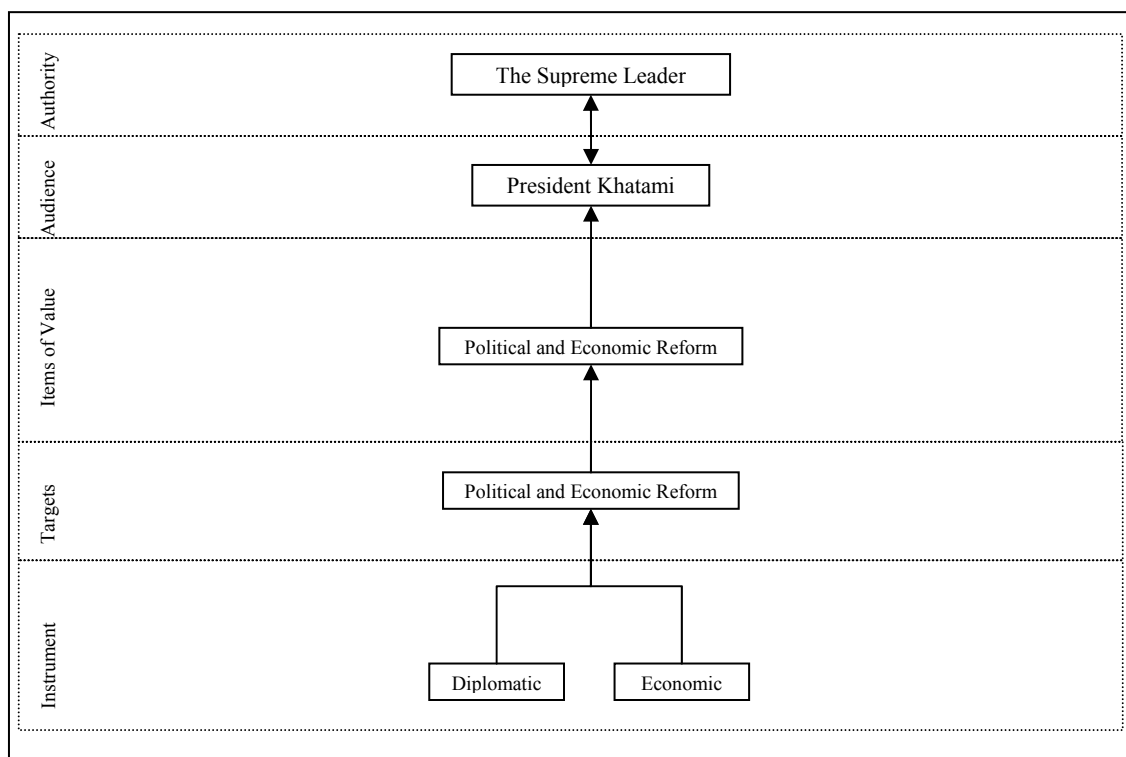 Authority
The Supreme Leader
Audience
President Khatami
Items of Value
Political and Economic Reform
Targets
Political and Economic Reform
Instrument
Diplomatic
Economic